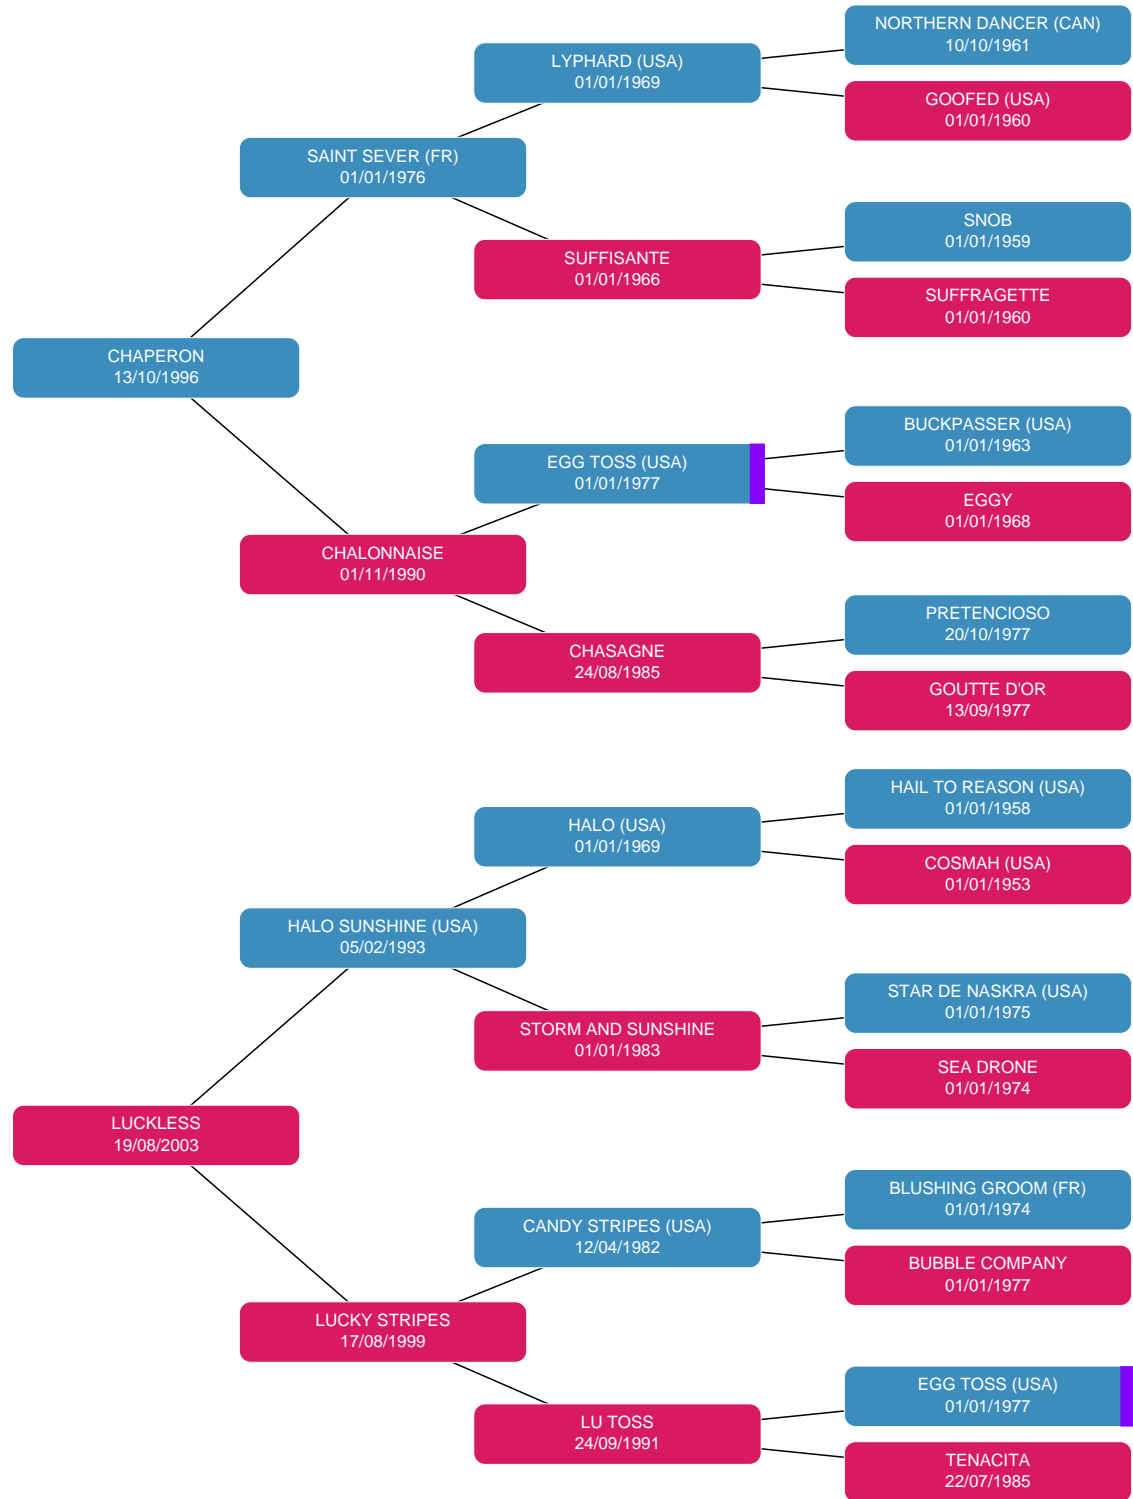 NORTHERN DANCER (CAN)
10/10/1961
LYPHARD (USA)
01/01/1969
GOOFED (USA)
01/01/1960
SAINT SEVER (FR)
01/01/1976
SNOB
01/01/1959
SUFFISANTE
01/01/1966
SUFFRAGETTE
01/01/1960
CHAPERON
13/10/1996
BUCKPASSER (USA)
01/01/1963
EGG TOSS (USA)
01/01/1977
EGGY
01/01/1968
CHALONNAISE
01/11/1990
PRETENCIOSO
20/10/1977
CHASAGNE
24/08/1985
GOUTTE D'OR
13/09/1977
HAIL TO REASON (USA)
01/01/1958
HALO (USA)
01/01/1969
COSMAH (USA)
01/01/1953
HALO SUNSHINE (USA)
05/02/1993
STAR DE NASKRA (USA)
01/01/1975
STORM AND SUNSHINE
01/01/1983
SEA DRONE
01/01/1974
LUCKLESS
19/08/2003
BLUSHING GROOM (FR)
01/01/1974
CANDY STRIPES (USA)
12/04/1982
BUBBLE COMPANY
01/01/1977
LUCKY STRIPES
17/08/1999
EGG TOSS (USA)
01/01/1977
LU TOSS
24/09/1991
TENACITA
22/07/1985